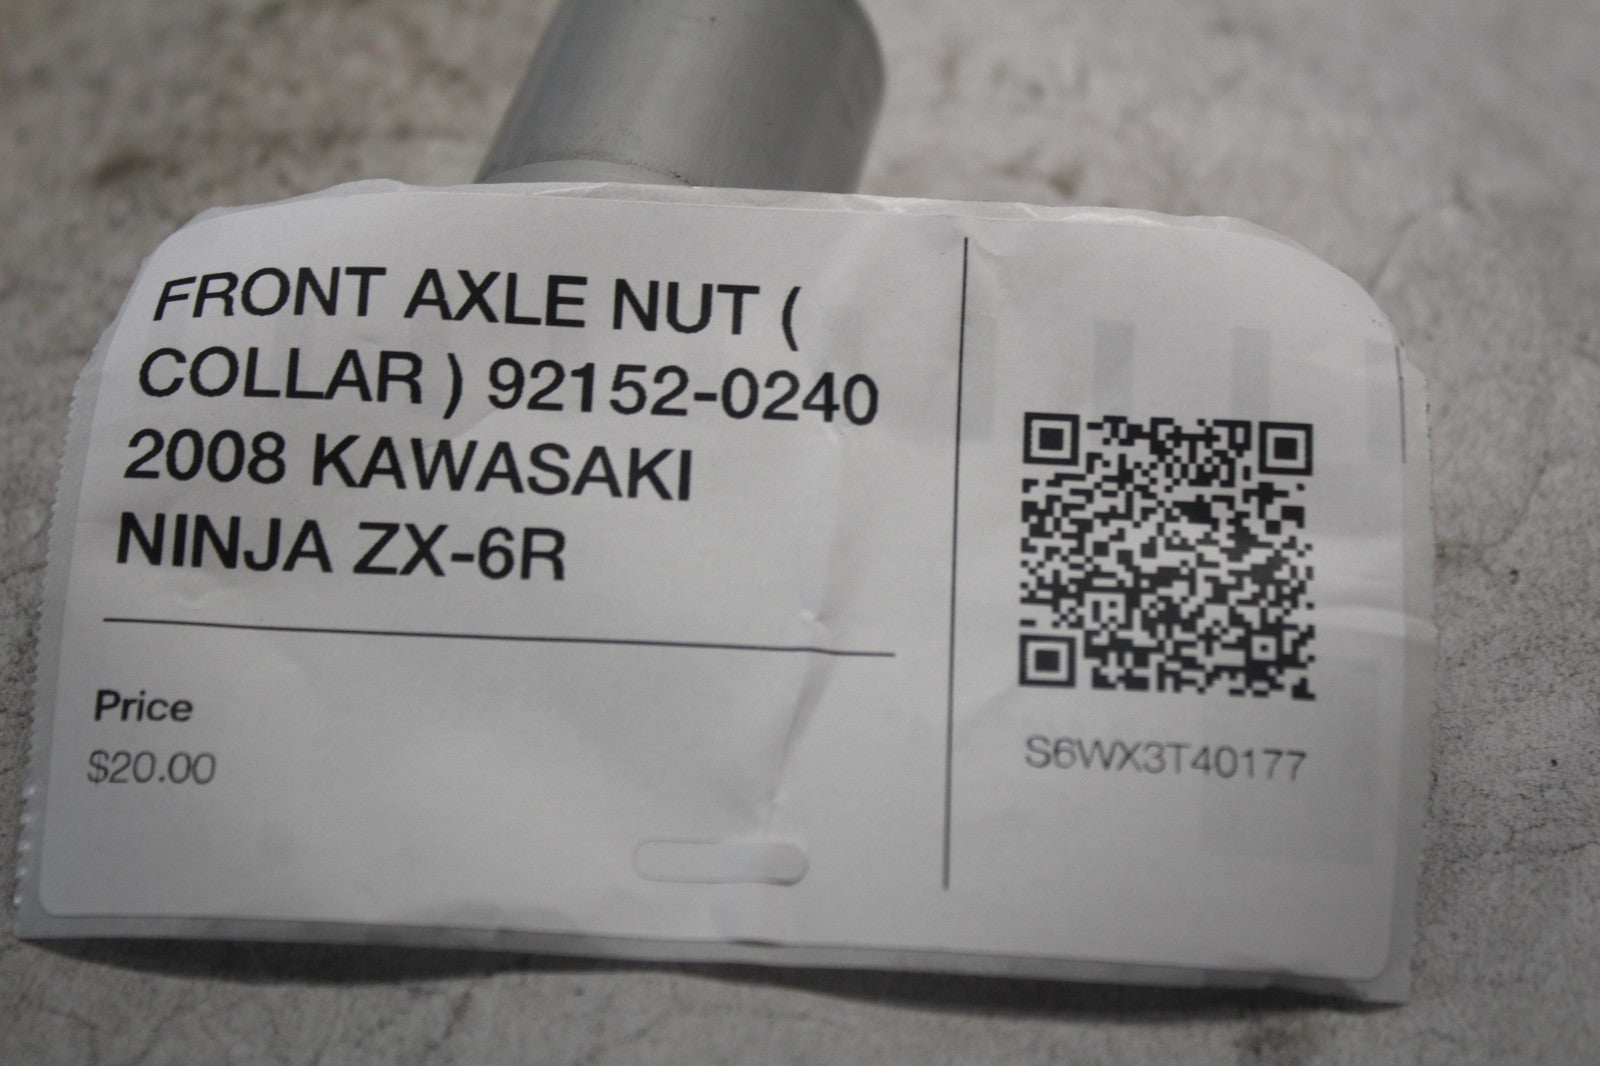 FRONT AXLE NUT (
COLLAR ) 92152-0240
2008 KAWASAKI
NINJA ZX-6R
Price
$20.00
S6WX3T40177